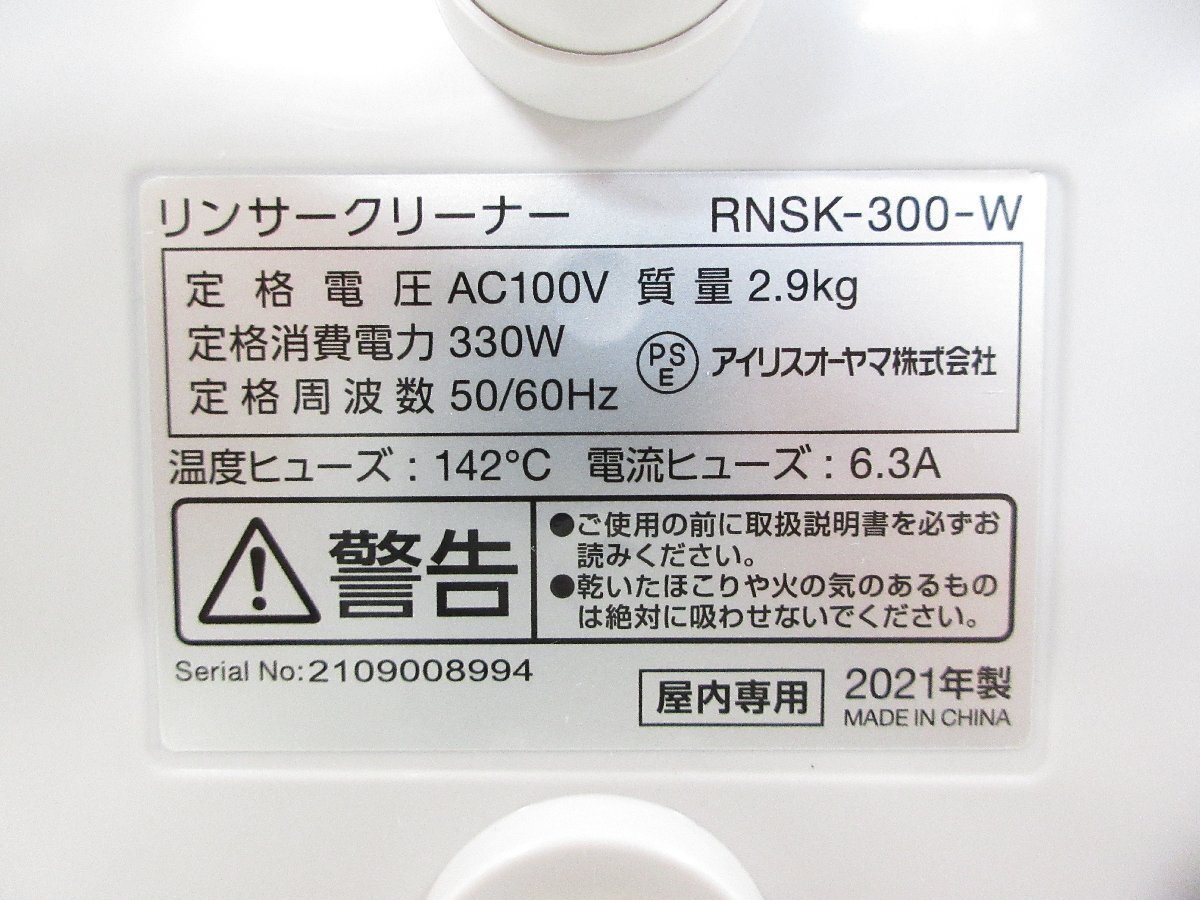 リンサークリーナー RNSK-300-W
定格電圧 AC100V 質量 2.9kg
定格消費電力 330W
PSE アイリスオーヤマ株式会社
定格周波数 50/60Hz
温度ヒューズ：142℃ 電流ヒューズ：6.3A
警告
●ご使用の前に取扱説明書を必ずお
読みください。
●乾いたほこりや火の気のあるもの
は絶対に吸わせないでください。
Serial No:2109008994
屋内専用
2021年製
MADE IN CHINA